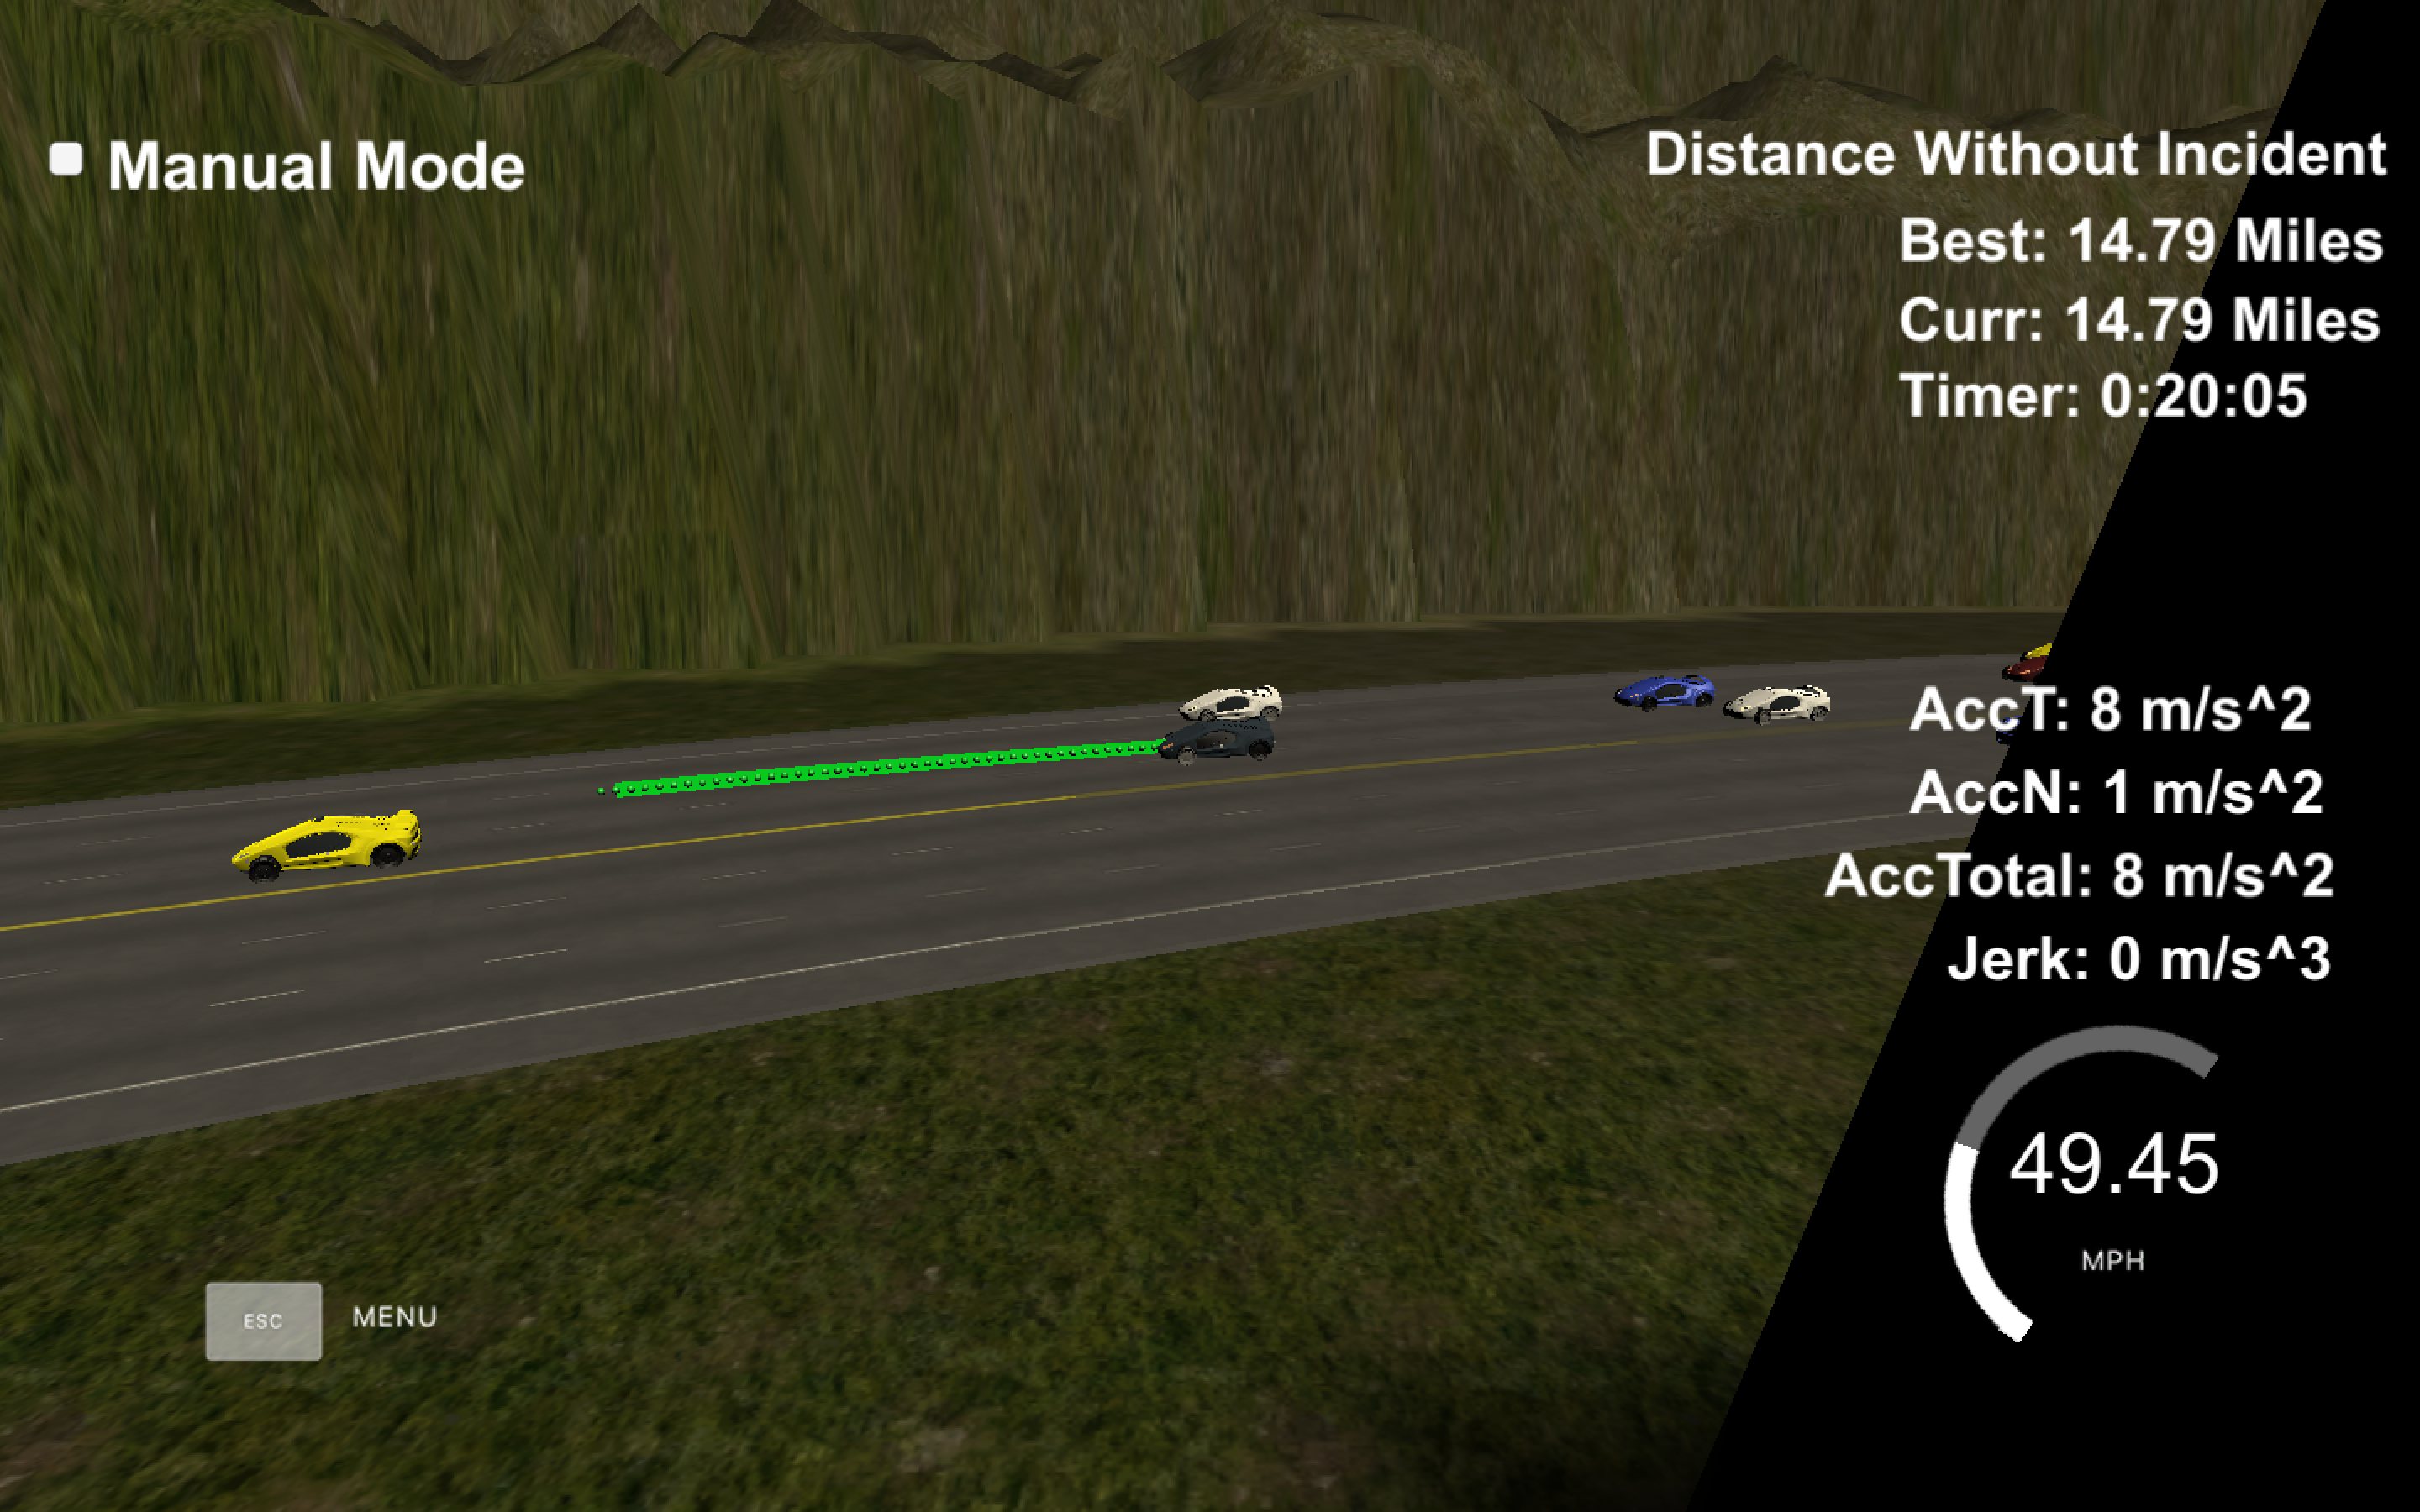 Manual Mode
Distance Without Incident
Best: 14.79 Miles
Curr: 14.79 Miles
Timer: 0:20:05
AccT: 8 m/s^2
AccN: 1 m/s^2
AccTotal: 8 m/s^2
Jerk: 0 m/s^3
49.45
MPH
ESC MENU